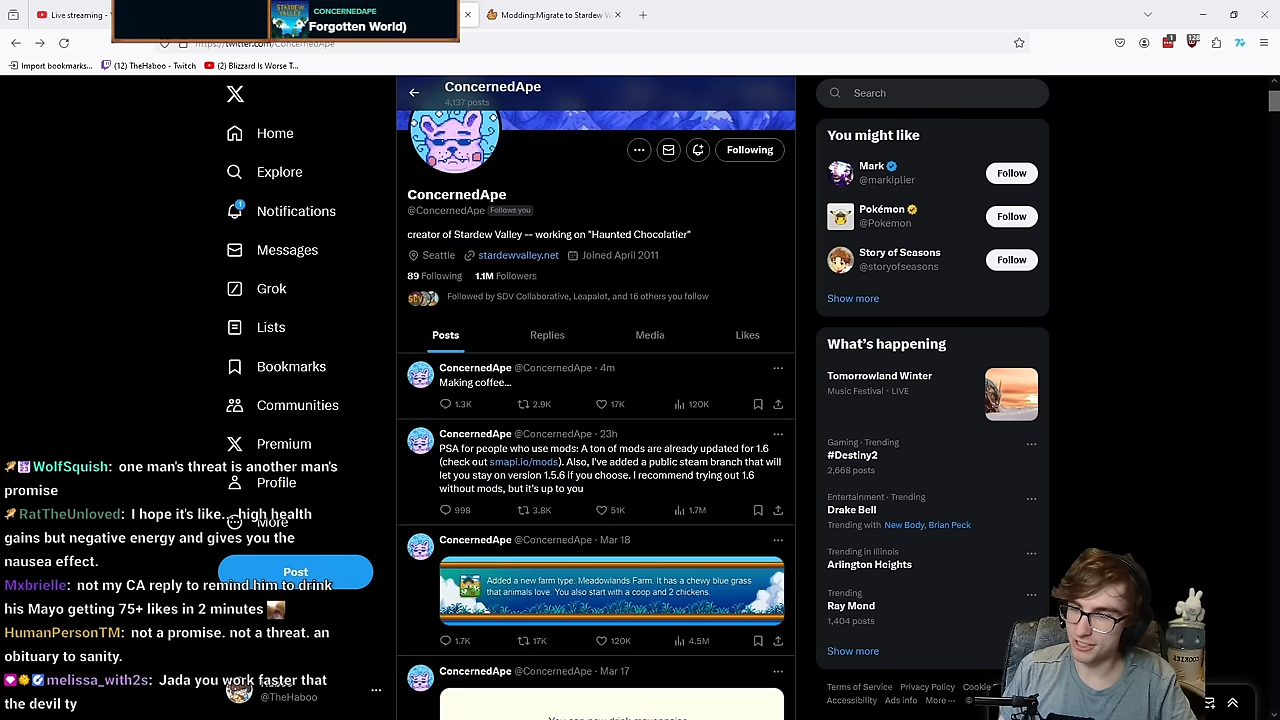 Live streaming -
STARDEW VALLEY
CONCERNEDAPE
Forgotten World)
Modding:Migrate to Stardew V
https://twitter.com/ConcernedApe
Import bookmarks...
(12) TheHaboo - Twitch
(2) Blizzard Is Worse T...
ConcernedApe
4,137 posts
Following
ConcernedApe
@ConcernedApe Follows you
creator of Stardew Valley -- working on "Haunted Chocolatier"
Seattle stardewvalley.net Joined April 2011
89 Following 1.1M Followers
Followed by SDV Collaborative, Leapalot, and 16 others you follow
Posts Replies Media Likes
ConcernedApe @ConcernedApe · 4m
Making coffee...
1.3K 2.9K 17K 120K
ConcernedApe @ConcernedApe · 23h
PSA for people who use mods: A ton of mods are already updated for 1.6
(check out smapi.io/mods). Also, I've added a public steam branch that will
let you stay on version 1.5.6 if you choose. I recommend trying out 1.6
without mods, but it's up to you
998 3.8K 51K 1.7M
ConcernedApe @ConcernedApe · Mar 18
Added a new farm type: Meadowlands Farm. It has a chewy blue grass
that animals love. You also start with a coop and 2 chickens.
1.7K 17K 120K 4.5M
ConcernedApe @ConcernedApe · Mar 17
X
Home
Explore
1
Notifications
Messages
Grok
Lists
Bookmarks
Communities
Premium
Profile
More
Post
@TheHaboo
WolfSquish: one man's threat is another man's
promise
RatTheUnloved: I hope it's like... high health
gains but negative energy and gives you the
nausea effect.
Mxbrielle: not my CA reply to remind him to drink
his Mayo getting 75+ likes in 2 minutes
HumanPersonTM: not a promise. not a threat. an
obituary to sanity.
melissa_with2s: Jada you work faster that
the devil ty
Search
You might like
Mark
@markiplier
Follow
Pokémon
@Pokemon
Follow
Story of Seasons
@storyofseasons
Follow
Show more
What's happening
Tomorrowland Winter
Music Festival · LIVE
Gaming · Trending
#Destiny2
2,668 posts
Entertainment · Trending
Drake Bell
Trending with New Body, Brian Peck
Trending in Illinois
Arlington Heights
Trending
Ray Mond
1,404 posts
Show more
Terms of Service Privacy Policy Cookie
Accessibility Ads info More ···